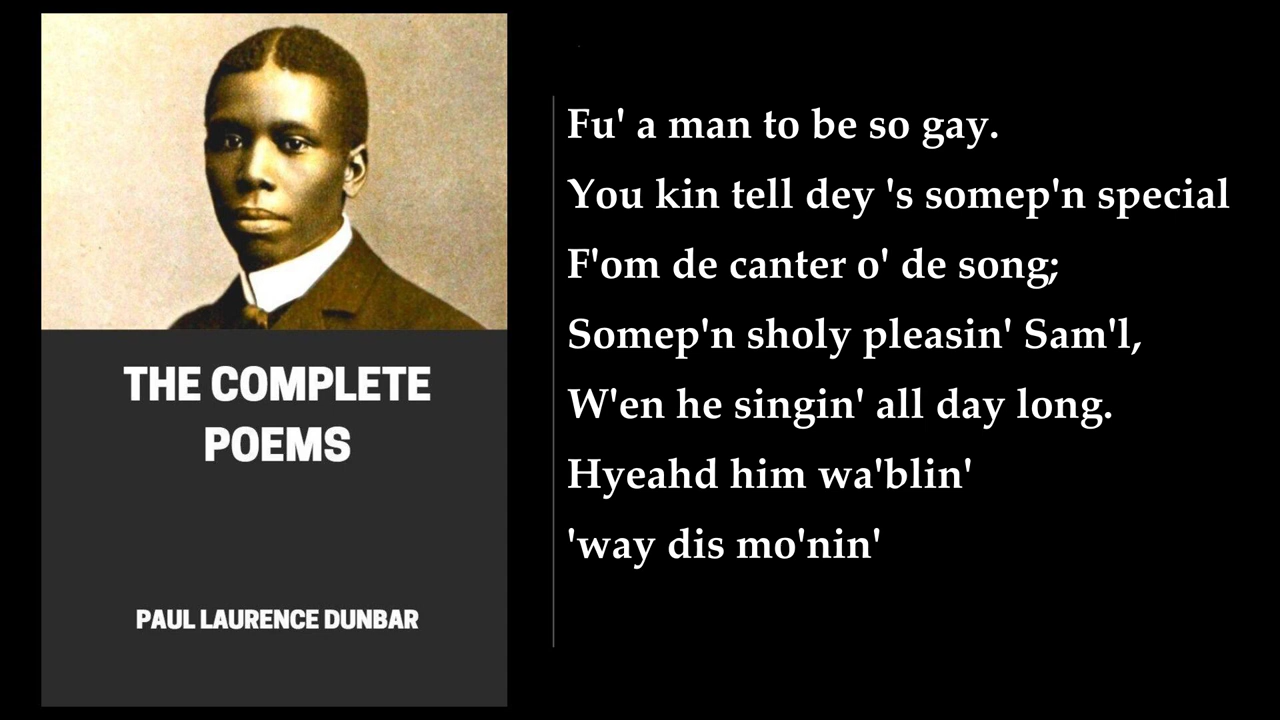 THE COMPLETE
POEMS
PAUL LAURENCE DUNBAR
Fu' a man to be so gay.
You kin tell dey 's somep'n special
F'om de canter o' de song;
Somep'n sholy pleasin' Sam'l,
W'en he singin' all day long.
Hyeahd him wa'blin'
'way dis mo'nin'